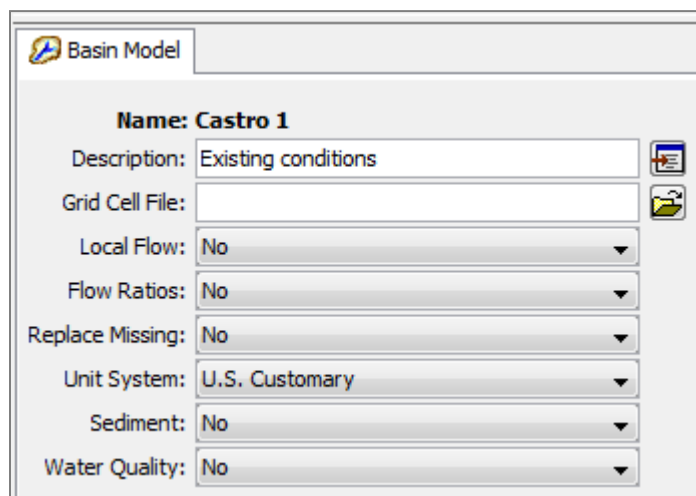 Basin Model
Name: Castro 1
Description: Existing conditions
Grid Cell File:
Local Flow: No
Flow Ratios: No
Replace Missing: No
Unit System: U.S. Customary
Sediment: No
Water Quality: No